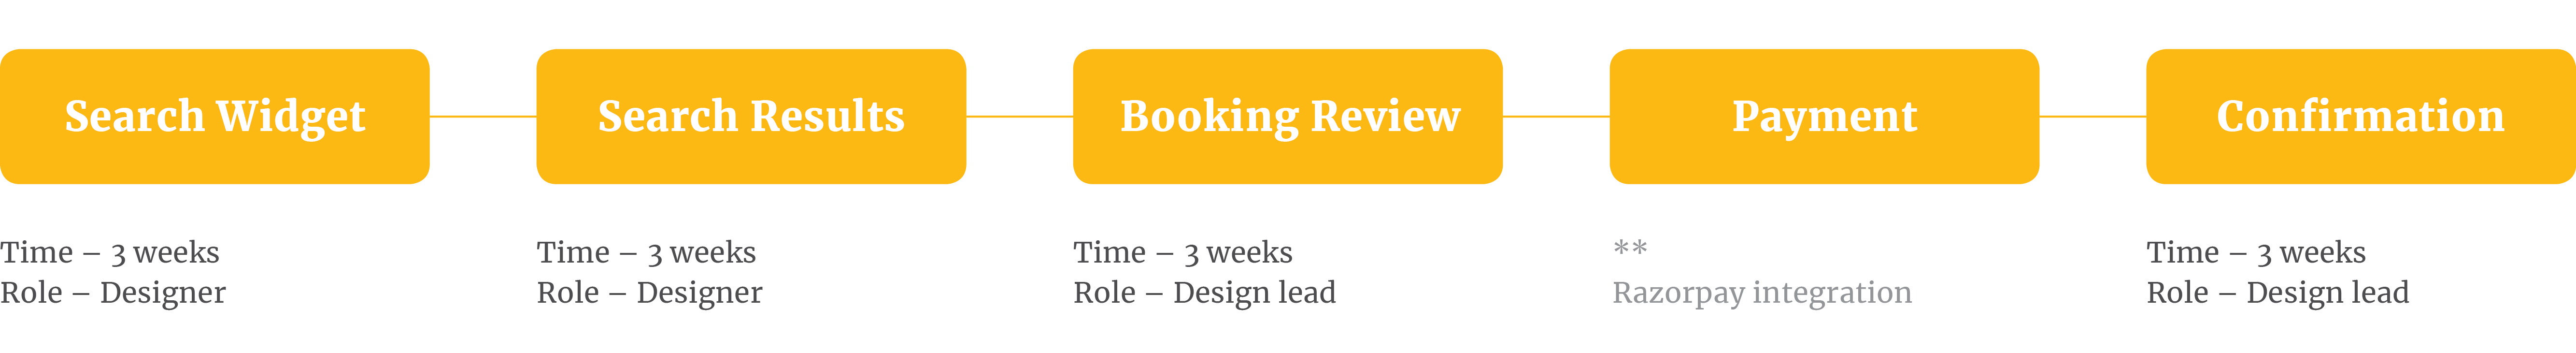 Search Widget
Search Results
Booking Review
Payment
Confirmation
Time – 3 weeks
Role – Designer
Time – 3 weeks
Role – Designer
Time – 3 weeks
Role – Design lead
**
Razorpay integration
Time – 3 weeks
Role – Design lead